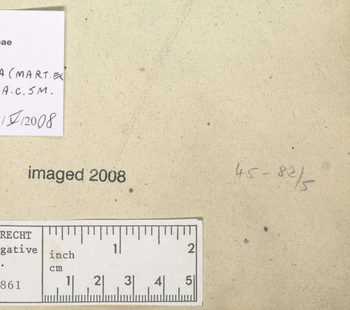 ae
A (MART. EX
A.C.SM.
/V/2008
imaged 2008
45-82/5
RECHT
gative
.
861
inch
cm
1 2
1 2 3 4 5